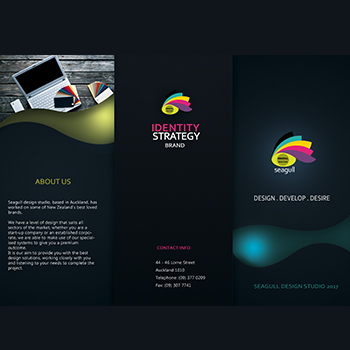 ABOUT US
Seagull design studio, based in Auckland, has
worked on some of New Zealand's best loved
brands.
We have a level of design that suits all
sectors of the market, whether you are a
start-up company or an established corpo-
rate, we are able to make use of our special-
ised systems to give you a premium
outcome.
It is our aim to provide you with the best
design solutions, working closely with you
and listening to your needs to complete the
project.
IDENTITY
STRATEGY
BRAND
CONTACT INFO
44 - 46 Lorne Street
Auckland 1010
Telephone: (09) 377 0209
Fax: (09) 307 7741
seagull
DESIGN . DEVELOP . DESIRE
SEAGULL DESIGN STUDIO 2017